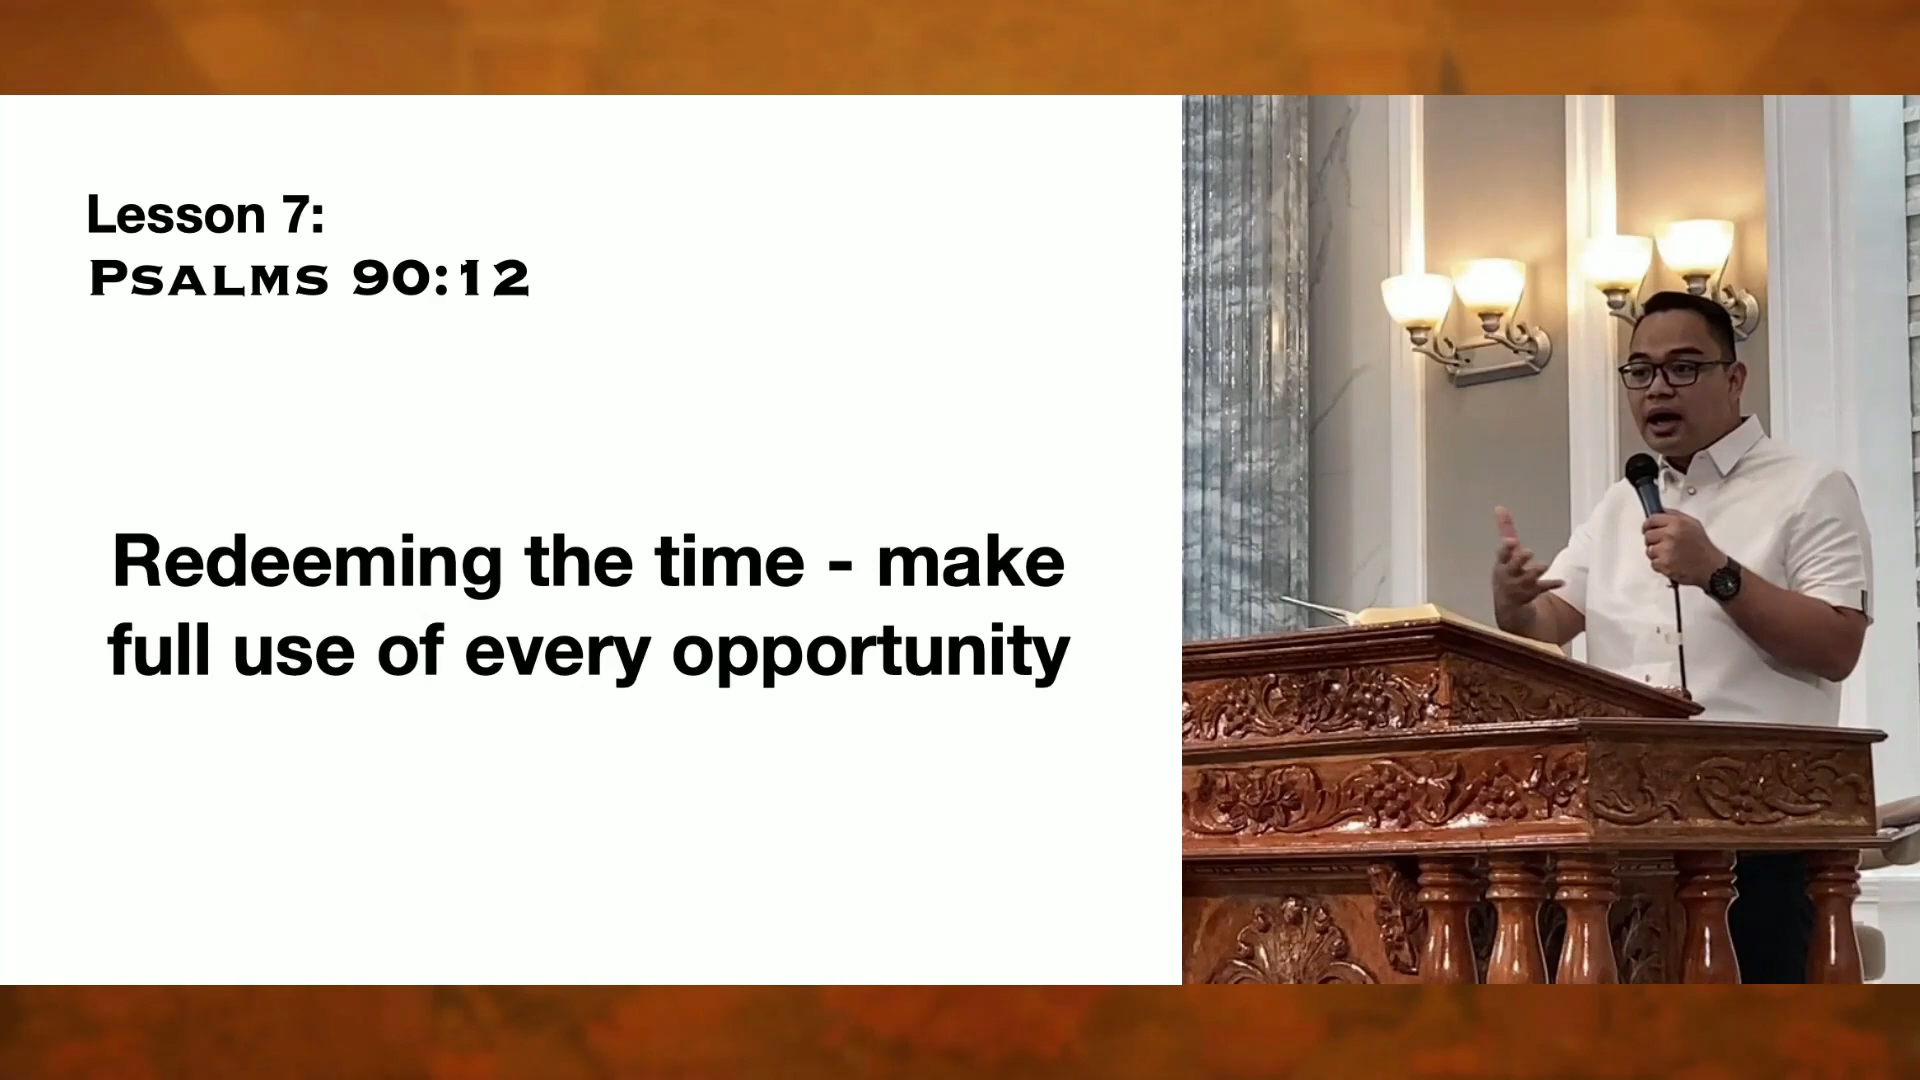 Lesson 7:
PSALMS 90:12
Redeeming the time - make
full use of every opportunity